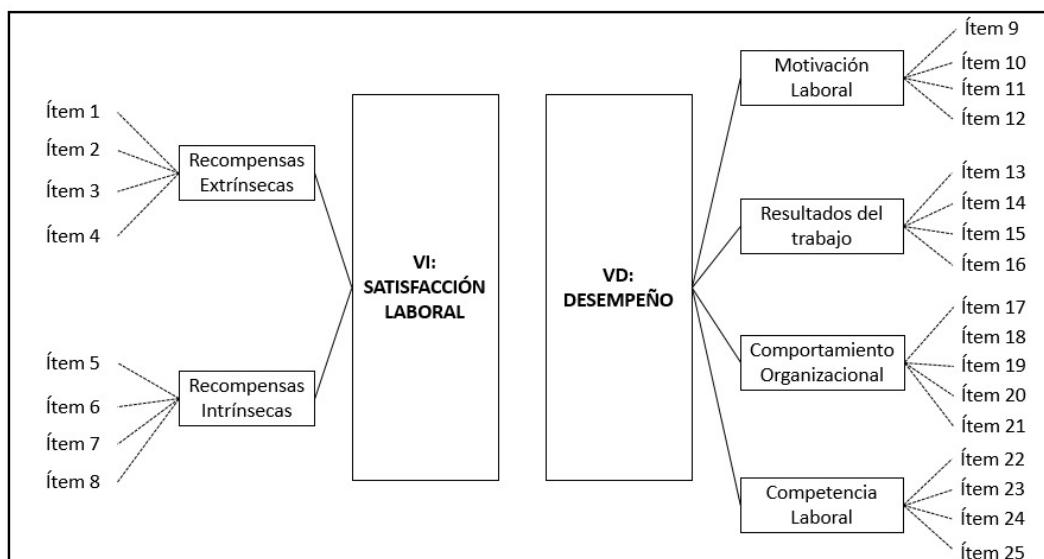 Ítem 1
Ítem 2
Ítem 3
Ítem 4
Recompensas
Extrínsecas
Ítem 5
Ítem 6
Ítem 7
Ítem 8
Recompensas
Intrínsecas
VI:
SATISFACCIÓN
LABORAL
VD:
DESEMPEÑO
Motivación
Laboral
Ítem 9
Ítem 10
Ítem 11
Ítem 12
Resultados del
trabajo
Ítem 13
Ítem 14
Ítem 15
Ítem 16
Comportamiento
Organizacional
Ítem 17
Ítem 18
Ítem 19
Ítem 20
Ítem 21
Competencia
Laboral
Ítem 22
Ítem 23
Ítem 24
Ítem 25